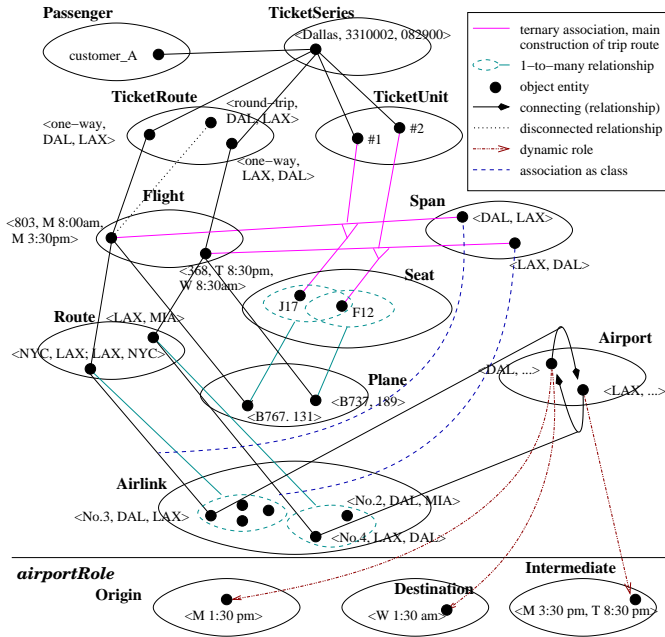 Passenger
TicketSeries
<Dallas, 3310002, 082900>
customer_A
ternary association, main
construction of trip route
1-to-many relationship
object entity
connecting (relationship)
disconnected relationship
dynamic role
association as class
TicketRoute
<round-trip,
DAL, LAX>
TicketUnit
<one-way,
DAL, LAX>
#1
#2
<one-way,
LAX, DAL>
Flight
Span
<803, M 8:00am,
M 3:30pm>
<DAL, LAX>
<368, T 8:30pm,
W 8:30am>
<LAX, DAL>
Seat
J17
F12
Route
<LAX, MIA>
<NYC, LAX; LAX, NYC>
Airport
<DAL, ...>
<LAX, ...>
Plane
<B767. 131>
<B737, 189>
Airlink
<No.2, DAL, MIA>
<No.3, DAL, LAX>
<No.4, LAX, DAL>
airportRole
Origin
Destination
Intermediate
<M 1:30 pm>
<W 1:30 am>
<M 3:30 pm, T 8:30 pm>